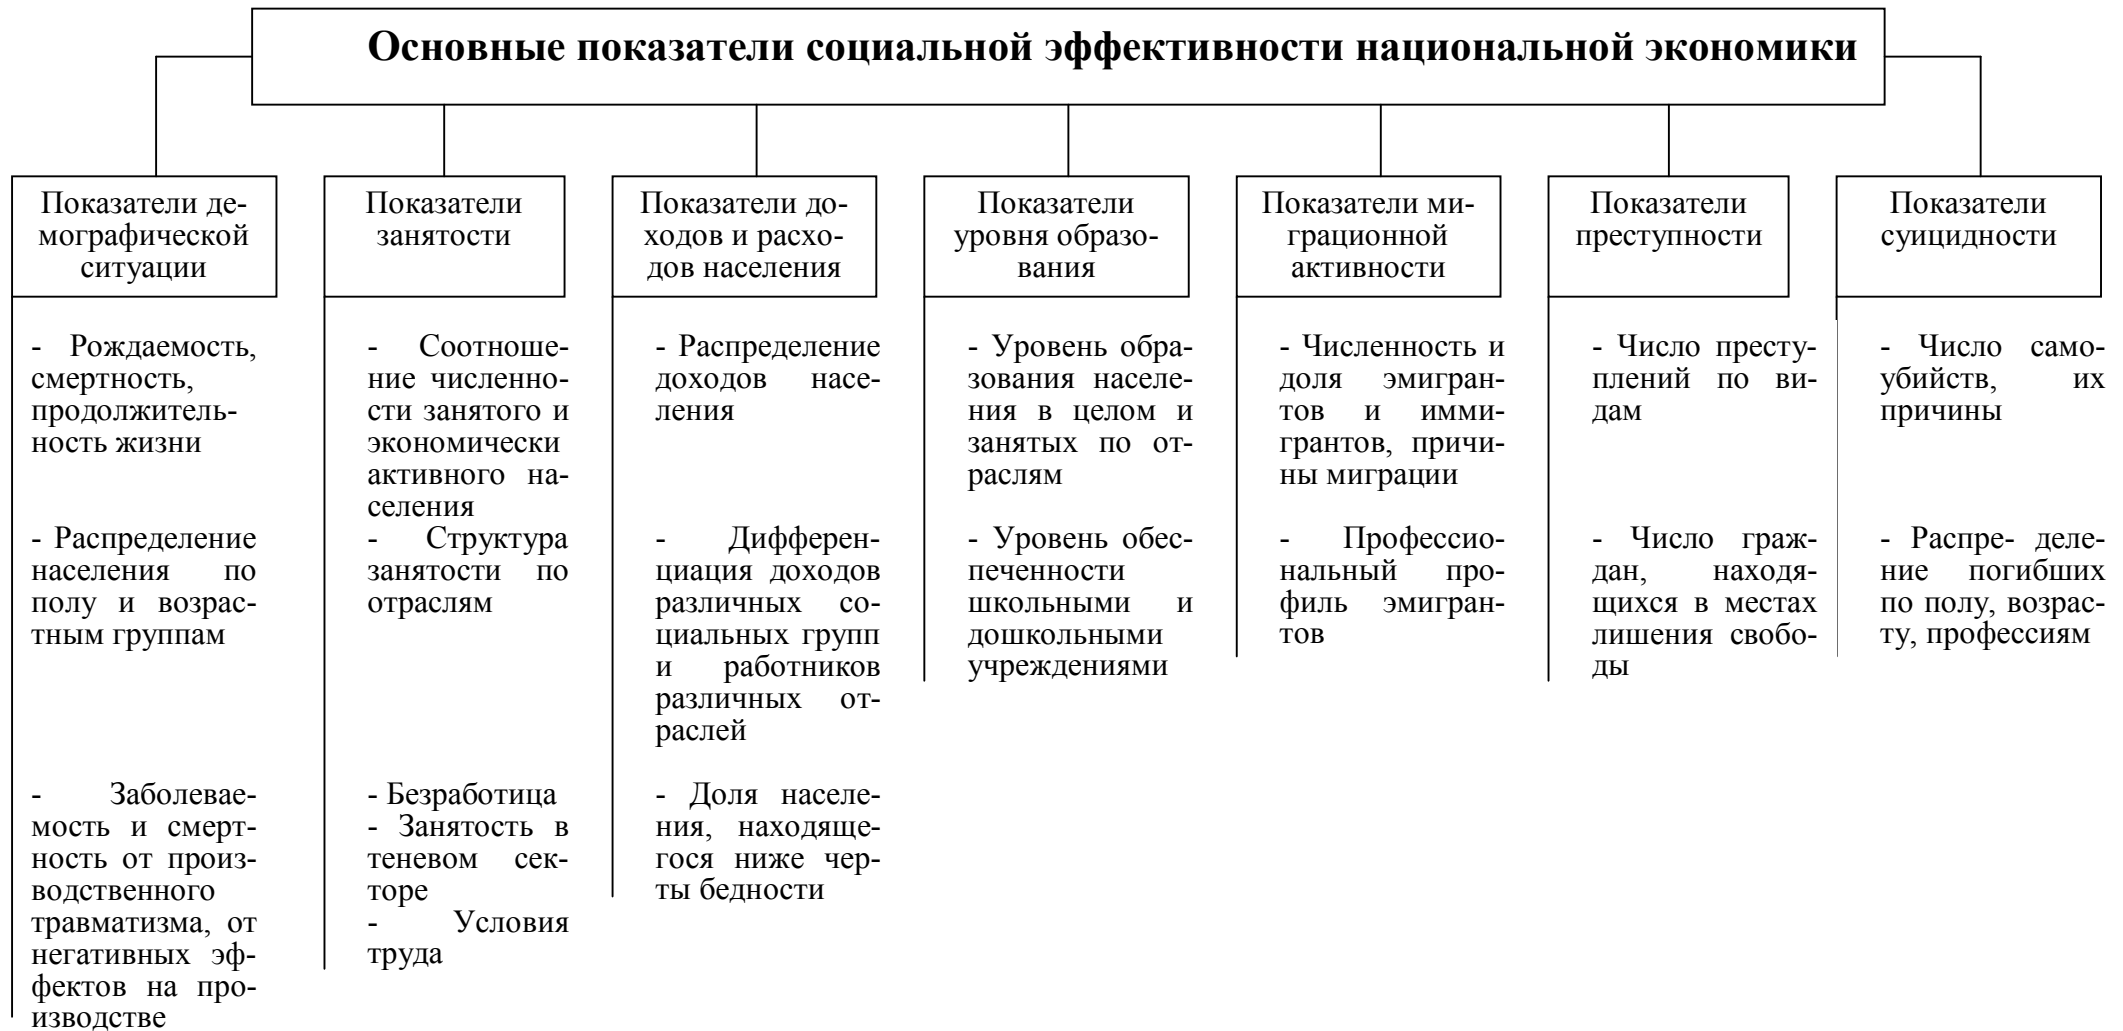 Основные показатели социальной эффективности национальной экономики
Показатели де-
мографической
ситуации
Показатели
занятости
Показатели до-
ходов и расхо-
дов населения
Показатели
уровня образо-
вания
Показатели ми-
грационной
активности
Показатели
преступности
Показатели
суицидности
- Рождаемость,
смертность,
продолжитель-
ность жизни
- Распределение
населения по
полу и возрас-
тным группам
- Заболевае-
мость и смерт-
ность от произ-
водственного
травматизма, от
негативных эф-
фектов на про-
изводстве
- Соотноше-
ние численно-
сти занятого и
экономически
активного на-
селения
- Структура
занятости по
отраслям
- Безработица
- Занятость в
теневом сек-
торе
- Условия
труда
- Распределение
доходов насе-
ления
- Дифферен-
циация доходов
различных со-
циальных групп
и работников
различных от-
раслей
- Доля населе-
ния, находяще-
гося ниже чер-
ты бедности
- Уровень обра-
зования населе-
ния в целом и
занятых по от-
раслям
- Уровень обес-
печенности
школьными и
дошкольными
учреждениями
- Численность и
доля эмигран-
тов и имми-
грантов, причи-
ны миграции
- Профессио-
нальный про-
филь эмигран-
тов
- Число престу-
плений по ви-
дам
- Число граж-
дан, находя-
щихся в местах
лишения свобо-
ды
- Число само-
убийств, их
причины
- Распре- деле-
ние погибших
по полу, возрас-
ту, профессиям